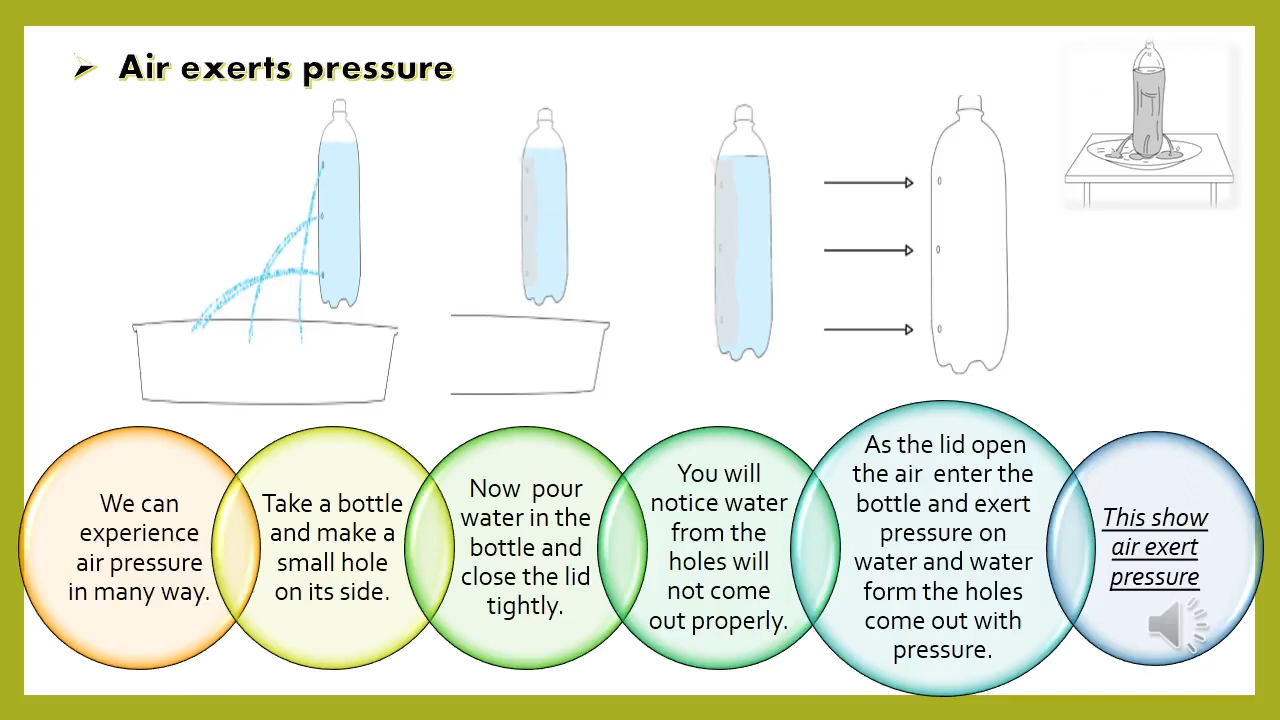 Air exerts pressure
We can
experience
air pressure
in many way.
Take a bottle
and make a
small hole
on its side.
Now pour
water in the
bottle and
close the lid
tightly.
You will
notice water
from the
holes will
not come
out properly.
As the lid open
the air enter the
bottle and exert
pressure on
water and water
form the holes
come out with
pressure.
This show
air exert
pressure